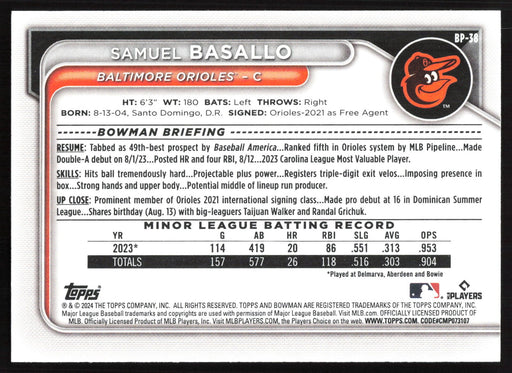 BP-38
SAMUEL BASALLO
BALTIMORE ORIOLES™ - C
HT: 6'3" WT: 180 BATS: Left THROWS: Right
BORN: 8-13-04, Santo Domingo, D.R. SIGNED: Orioles-2021 as Free Agent
BOWMAN BRIEFING
RESUME: Tabbed as 49th-best prospect by Baseball America...Ranked first in Orioles system by MLB Pipeline...Made
Double-A debut on 8/1/23...Posted HR and four RBI, 8/12...2023 Carolina League Most Valuable Player.
SKILLS: Hits ball tremendously hard...Projectable plus power...Registers triple-digit exit velos...Imposing presence in
box...Strong hands and upper body...Potential middle of lineup run producer.
UP CLOSE: Prominent member of Orioles 2021 international signing class...Made pro debut at 16 in Dominican Summer
League...Shares birthday (Aug. 13) with big-leaguers Taijuan Walker and Randal Grichuk.
MINOR LEAGUE BATTING RECORD
YR G AB HR RBI SLG AVG OPS
2023* 114 419 20 86 .551 .313 .953
TOTALS 157 577 26 118 .516 .303 .904
*Played at Delmarva, Aberdeen and Bowie
Topps
MLB PLAYERS
® & © 2024 THE TOPPS COMPANY, INC. ALL RIGHTS RESERVED. TOPPS AND BOWMAN ARE REGISTERED TRADEMARKS OF THE TOPPS COMPANY, INC.
Major League Baseball trademarks and copyrights are used with permission of Major League Baseball. Visit MLB.com. OFFICIALLY LICENSED PRODUCT OF MLB
PLAYERS, INC. Officially Licensed Product of MLB Players, Inc. Visit MLBPLAYERS.com, the Players Choice on the web. WWW.TOPPS.COM. CODE#CMP073107